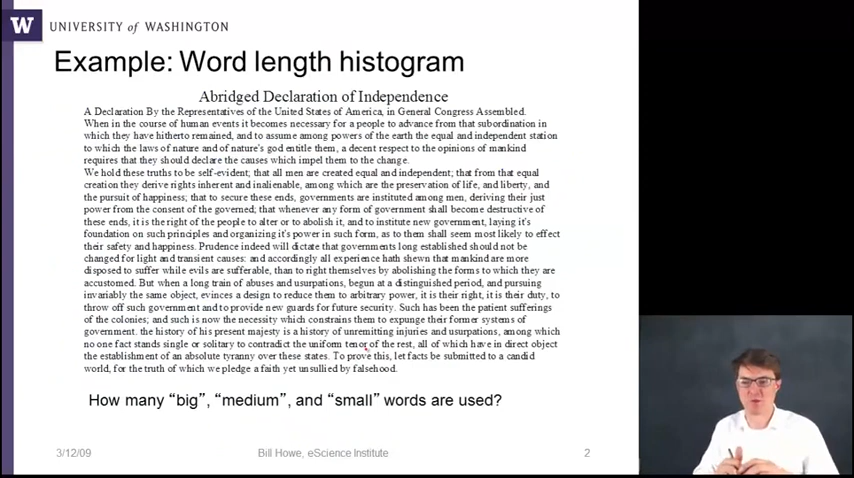 W UNIVERSITY of WASHINGTON
Example: Word length histogram
Abridged Declaration of Independence
A Declaration By the Representatives of the United States of America, in General Congress Assembled.
When in the course of human events it becomes necessary for a people to advance from that subordination in
which they have hitherto remained, and to assume among powers of the earth the equal and independent station
to which the laws of nature and of nature's god entitle them, a decent respect to the opinions of mankind
requires that they should declare the causes which impel them to the change.
We hold these truths to be self-evident; that all men are created equal and independent; that from that equal
creation they derive rights inherent and inalienable, among which are the preservation of life, and liberty, and
the pursuit of happiness; that to secure these ends, governments are instituted among men, deriving their just
power from the consent of the governed; that whenever any form of government shall become destructive of
these ends, it is the right of the people to alter or to abolish it, and to institute new government, laying it's
foundation on such principles and organizing it's power in such form, as to them shall seem most likely to effect
their safety and happiness. Prudence indeed will dictate that governments long established should not be
changed for light and transient causes: and accordingly all experience hath shewn that mankind are more
disposed to suffer while evils are sufferable, than to right themselves by abolishing the forms to which they are
accustomed. But when a long train of abuses and usurpations, begun at a distinguished period, and pursuing
invariably the same object, evinces a design to reduce them to arbitrary power, it is their right, it is their duty, to
throw off such government and to provide new guards for future security. Such has been the patient sufferings
of the colonies; and such is now the necessity which constrains them to expunge their former systems of
government. the history of his present majesty is a history of unremitting injuries and usurpations, among which
no one fact stands single or solitary to contradict the uniform tenor of the rest, all of which have in direct object
the establishment of an absolute tyranny over these states. To prove this, let facts be submitted to a candid
world, for the truth of which we pledge a faith yet unsullied by falsehood.
How many “big”, “medium”, and “small” words are used?
3/12/09 Bill Howe, eScience Institute 2